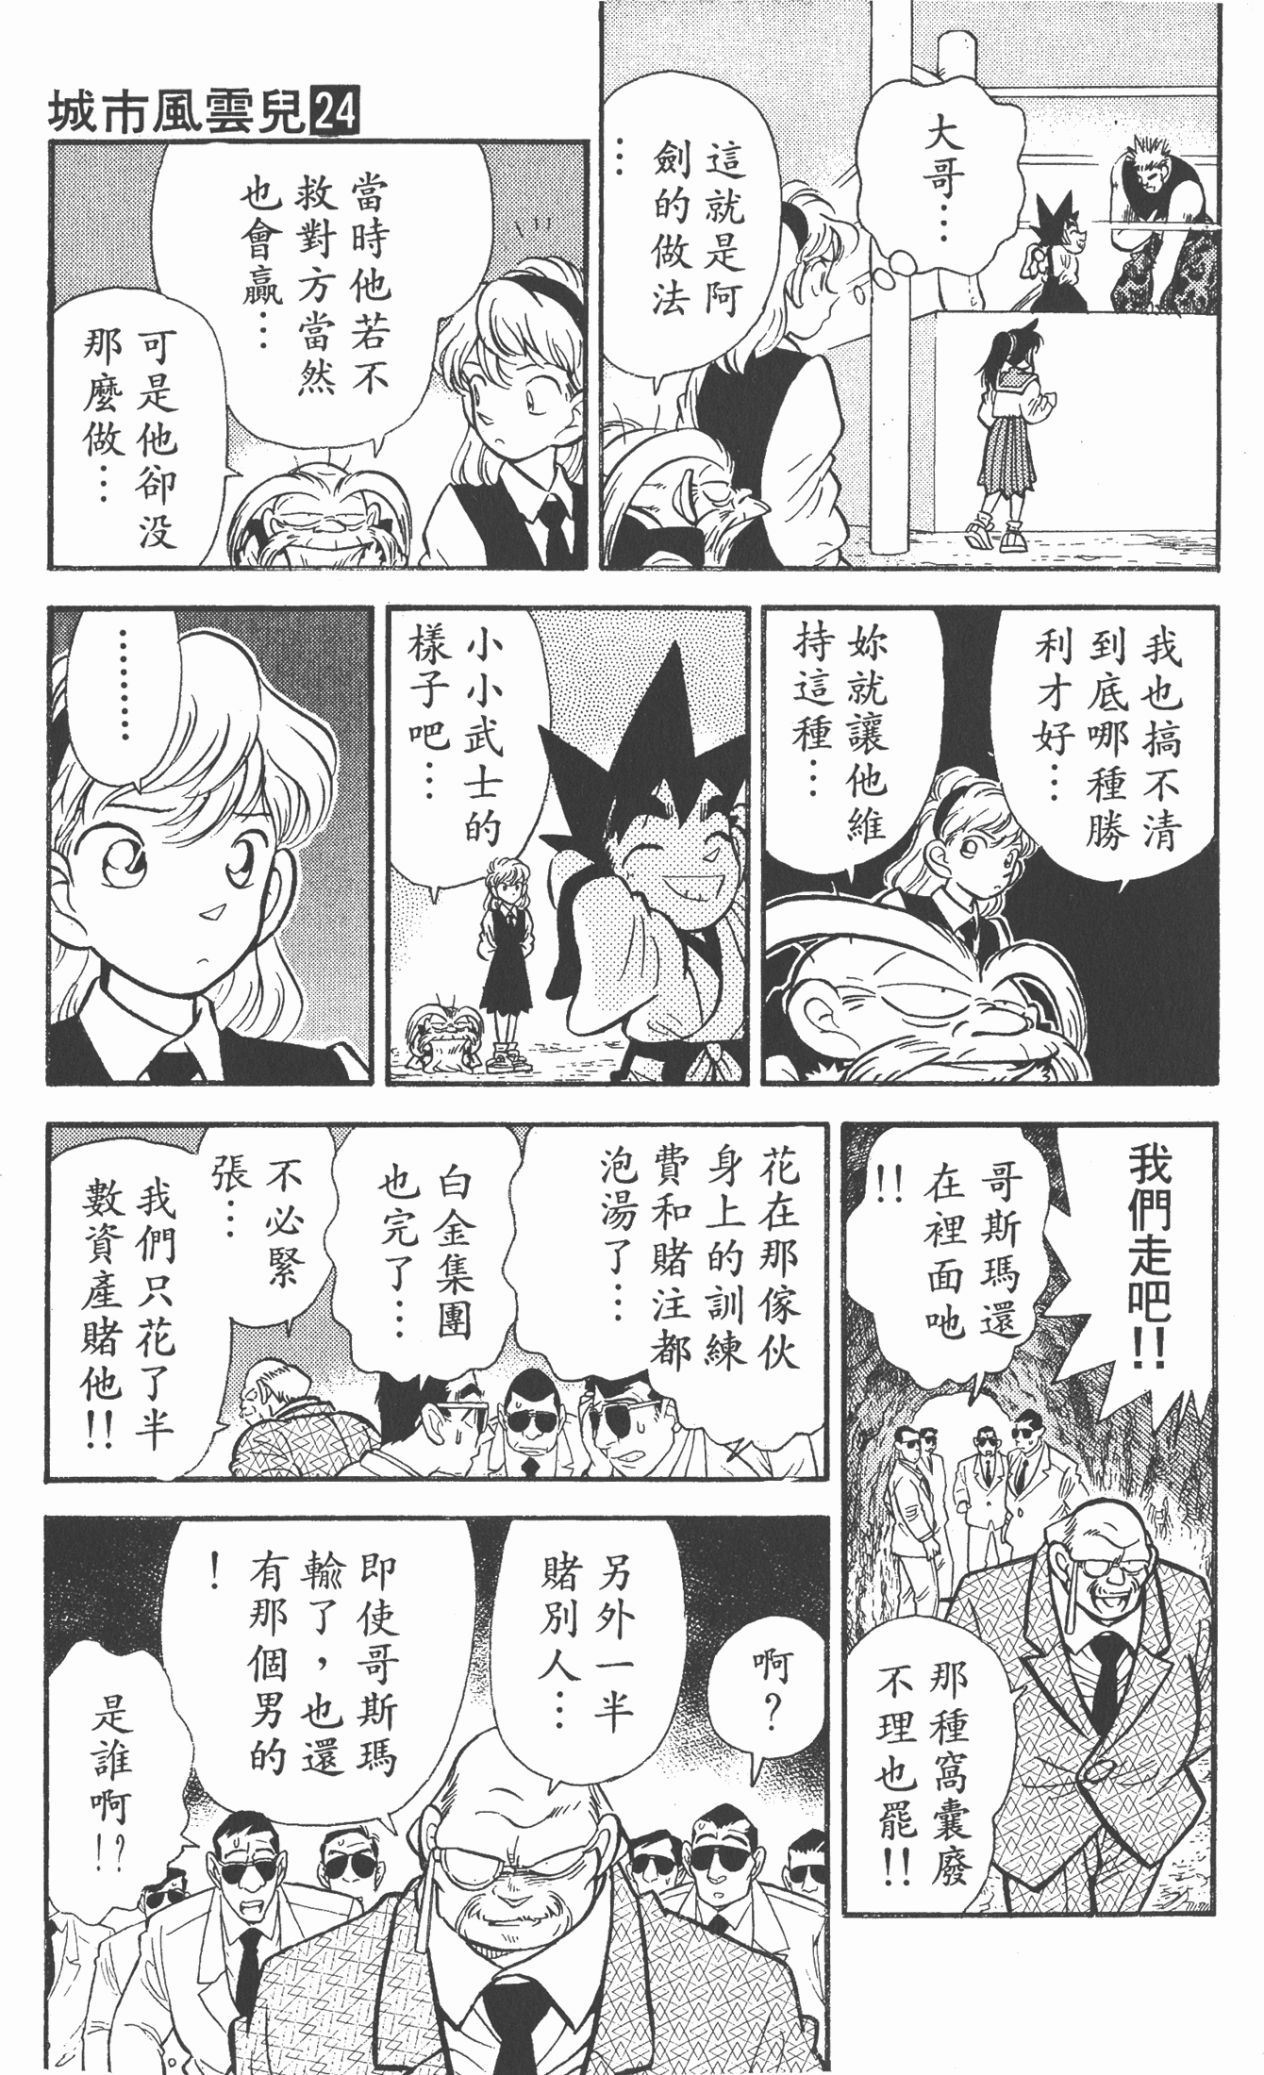 城市風雲兒24
大哥…
這就是阿
劍的做法
…
當時他若不
救對方當然
也會贏…
可是他卻没
那麼做…
我也搞不清
到底哪種勝
利才好…
妳就讓他維
持這種…
小小武士的
樣子吧…
………
我們走吧!!
哥斯瑪還
在裡面吔
!!
那種窩囊廢
不理也罷!!
花在那傢伙
身上的訓練
費和賭注都
泡湯了…
白金集團
也完了…
不必緊
張…
我們只花了半
數資產賭他!!
啊?
另外一半
賭別人…
即使哥斯瑪
輸了，也還
有那個男的
!
是誰啊!?